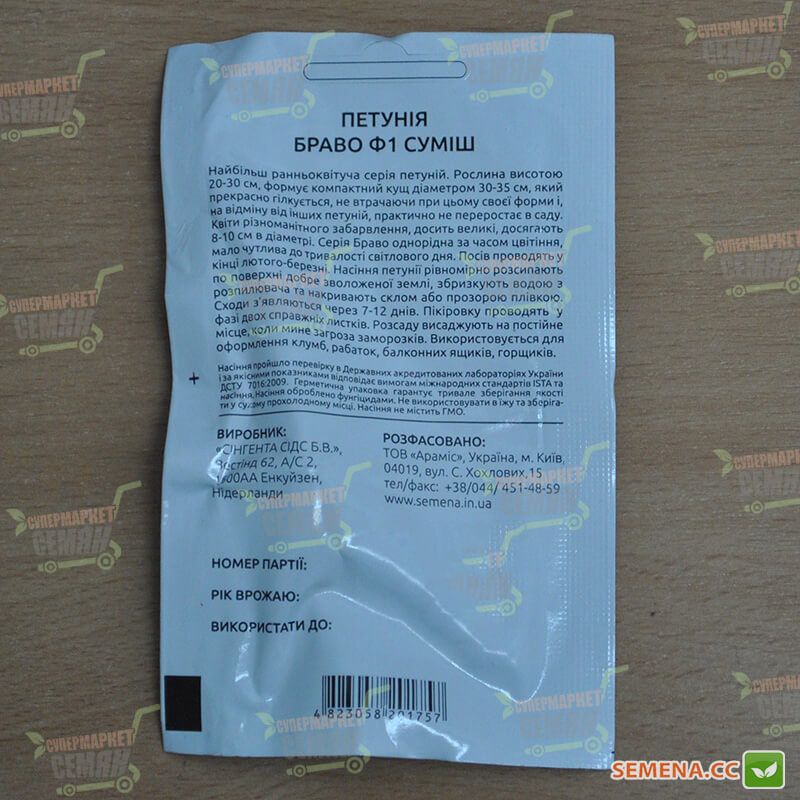 ПЕТУНІЯ
БРАВО Ф1 СУМІШ
Найбільш ранньоквітуча серія петуній. Рослина висотою
20-30 см, формує компактний кущ діаметром 30-35 см, який
прекрасно гілкується, не втрачаючи при цьому своєї форми і,
на відміну від інших петуній, практично не переростає в саду.
Квіти різноманітного забарвлення, досить великі, досягають
8-10 см в діаметрі. Серія Браво однорідна за часом цвітіння,
мало чутлива до тривалості світлового дня. Посів проводять у
кінці лютого-березні. Насіння петунії рівномірно розсипають
по поверхні добре зволоженої землі, збризкують водою з
розпилювача та накривають склом або прозорою плівкою.
Сходи з'являються через 7-12 днів. Пікіровку проводять у
фазі двох справжніх листків. Розсаду висаджують на постійне
місце, коли мине загроза заморозків. Використовується для
оформлення клумб, рабаток, балконних ящиків, горщиків.
Насіння пройшло перевірку в Державних акредитованих лабораторіях України
і за якісними показниками відповідає вимогам міжнародних стандартів ISTA та
ДСТУ 7016:2009. Герметична упаковка гарантує тривале зберігання якості
насіння. Насіння оброблено фунгіцидами. Не використовувати в їжу та зберіга-
ти у сухому прохолодному місці. Насіння не містить ГМО.
ВИРОБНИК:
«СІНГЕНТА СІДС Б.В.»,
Вестінд 62, А/С 2,
1600АА Енкуйзен,
Нідерланди
РОЗФАСОВАНО:
ТОВ «Араміс», Україна, м. Київ,
04019, вул. С. Хохлових,15
тел/факс: +38/044/ 451-48-59
www.semena.in.ua
НОМЕР ПАРТІЇ:
РІК ВРОЖАЮ:
ВИКОРИСТАТИ ДО:
4 823058 201757
СУПЕРМАРКЕТ
СЕМЯН
SEMENA.CC